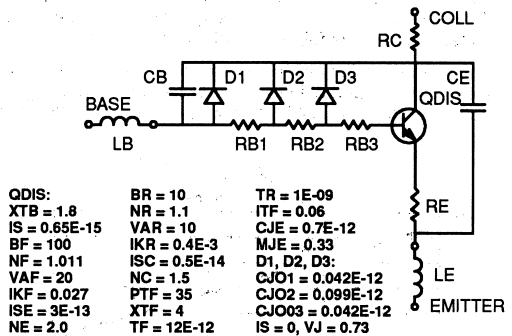 COLL
RC
CB
D1
D2
D3
CE
QDIS
BASE
LB
RB1
RB2
RB3
RE
LE
EMITTER
QDIS:
XTB = 1.8
IS = 0.65E-15
BF = 100
NF = 1.011
VAF = 20
IKF = 0.027
ISE = 3E-13
NE = 2.0
BR = 10
NR = 1.1
VAR = 10
IKR = 0.4E-3
ISC = 0.5E-14
NC = 1.5
PTF = 35
XTF = 4
TF = 12E-12
TR = 1E-09
ITF = 0.06
CJE = 0.7E-12
MJE = 0.33
D1, D2, D3:
CJO1 = 0.042E-12
CJO2 = 0.099E-12
CJO03 = 0.042E-12
IS = 0, VJ = 0.73